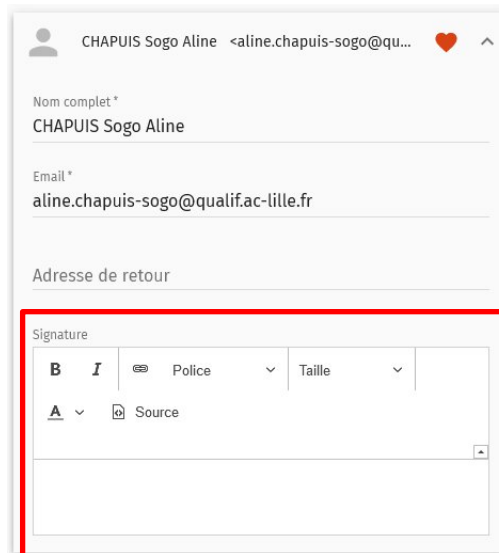 CHAPUIS Sogo Aline <aline.chapuis-sogo@qu...
Nom complet *
CHAPUIS Sogo Aline
Email *
aline.chapuis-sogo@qualif.ac-lille.fr
Adresse de retour
Signature
B I Police Taille
A Source